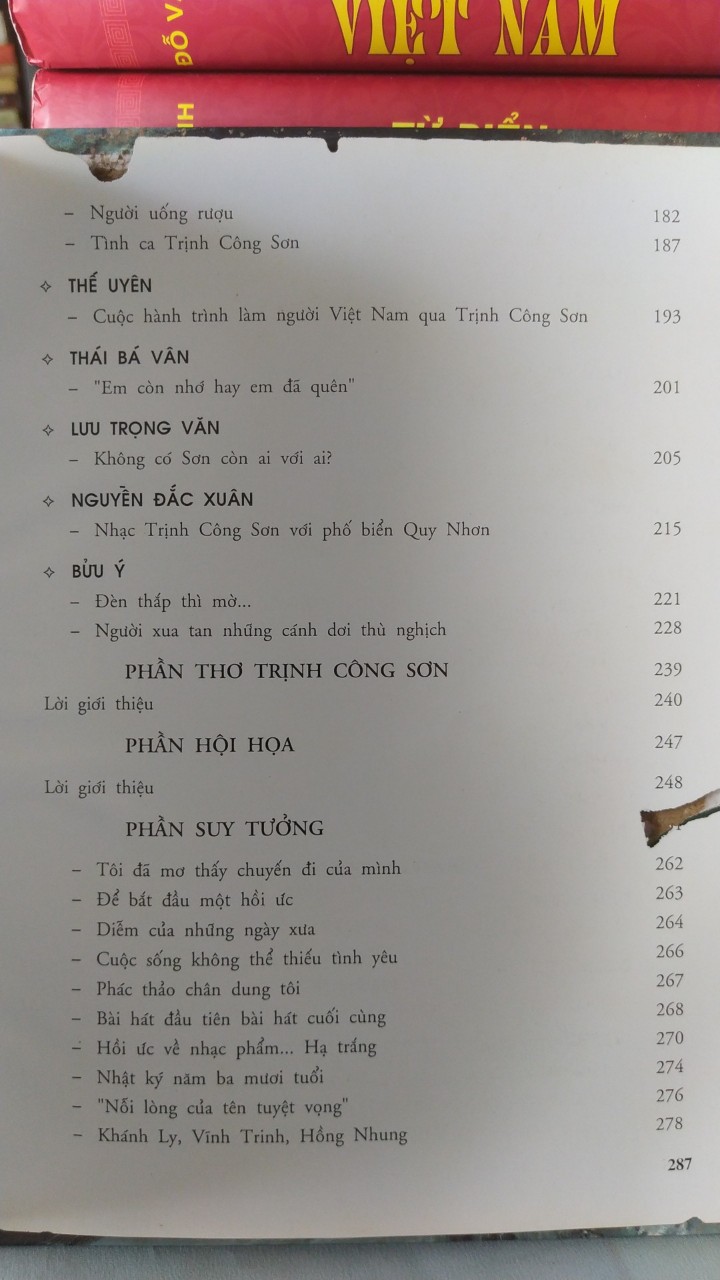 ĐỖ V
VIỆT NAM
– Người uống rượu 182
– Tình ca Trịnh Công Sơn 187
✧ THẾ UYÊN
– Cuộc hành trình làm người Việt Nam qua Trịnh Công Sơn 193
✧ THÁI BÁ VÂN
– "Em còn nhớ hay em đã quên" 201
✧ LƯU TRỌNG VĂN
– Không có Sơn còn ai với ai? 205
✧ NGUYỄN ĐẮC XUÂN
– Nhạc Trịnh Công Sơn với phố biển Quy Nhơn 215
✧ BỬU Ý
– Đèn thắp thì mờ... 221
– Người xua tan những cánh dơi thù nghịch 228
PHẦN THƠ TRỊNH CÔNG SƠN 239
Lời giới thiệu 240
PHẦN HỘI HỌA 247
Lời giới thiệu 248
PHẦN SUY TƯỞNG
– Tôi đã mơ thấy chuyến đi của mình 262
– Để bắt đầu một hồi ức 263
– Diễm của những ngày xưa 264
– Cuộc sống không thể thiếu tình yêu 266
– Phác thảo chân dung tôi 267
– Bài hát đầu tiên bài hát cuối cùng 268
– Hồi ức về nhạc phẩm... Hạ trắng 270
– Nhật ký năm ba mươi tuổi 274
– "Nỗi lòng của tên tuyệt vọng" 276
– Khánh Ly, Vĩnh Trinh, Hồng Nhung 278
287